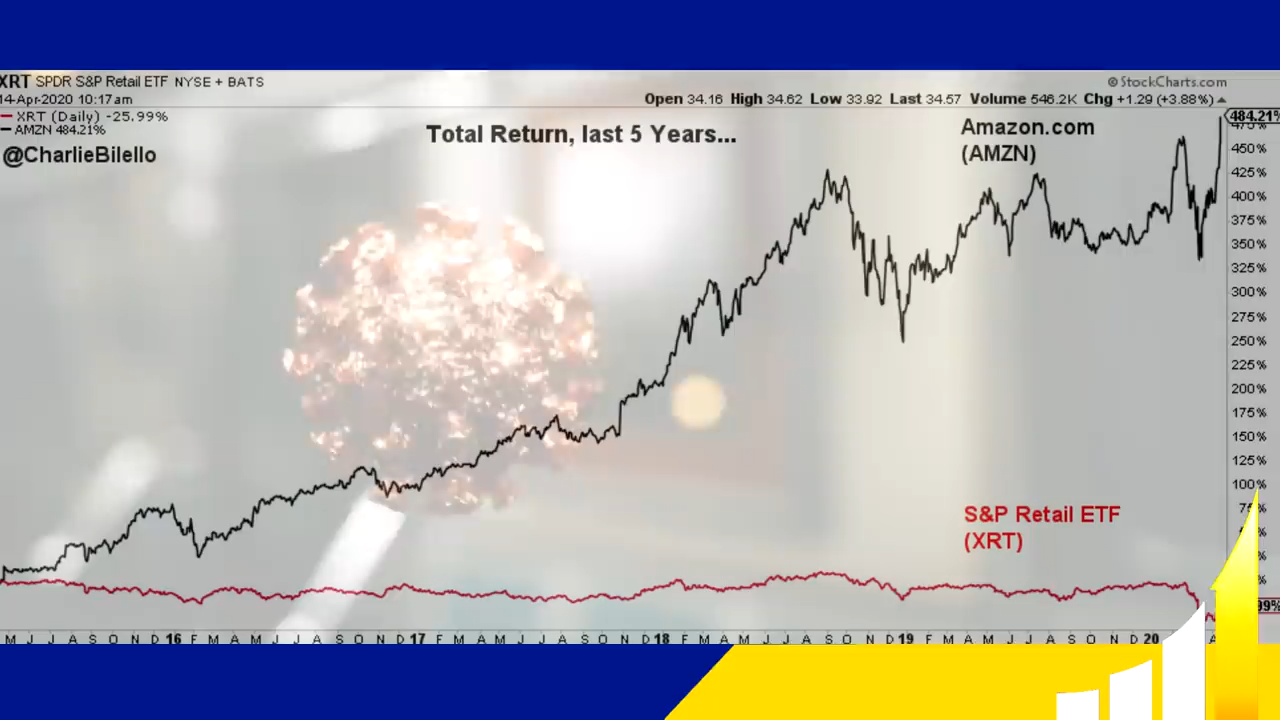 XRT SPDR S&P Retail ETF NYSE + BATS
© StockCharts.com
14-Apr-2020 10:17am
Open 34.16 High 34.62 Low 33.92 Last 34.57 Volume 546.2K Chg +1.29 (+3.88%)
XRT (Daily) -25.99%
AMZN 484.21%
@CharlieBilello
Total Return, last 5 Years...
Amazon.com
(AMZN)
484.21%
475%
450%
425%
400%
375%
350%
325%
300%
275%
250%
225%
200%
175%
150%
125%
100%
S&P Retail ETF
(XRT)
99%
M J J A S O N D 16 F M A M J J A S O N D 17 F M A M J J A S O N D 18 F M A M J J A S O N D 19 F M A M J J A S O N D 20 A